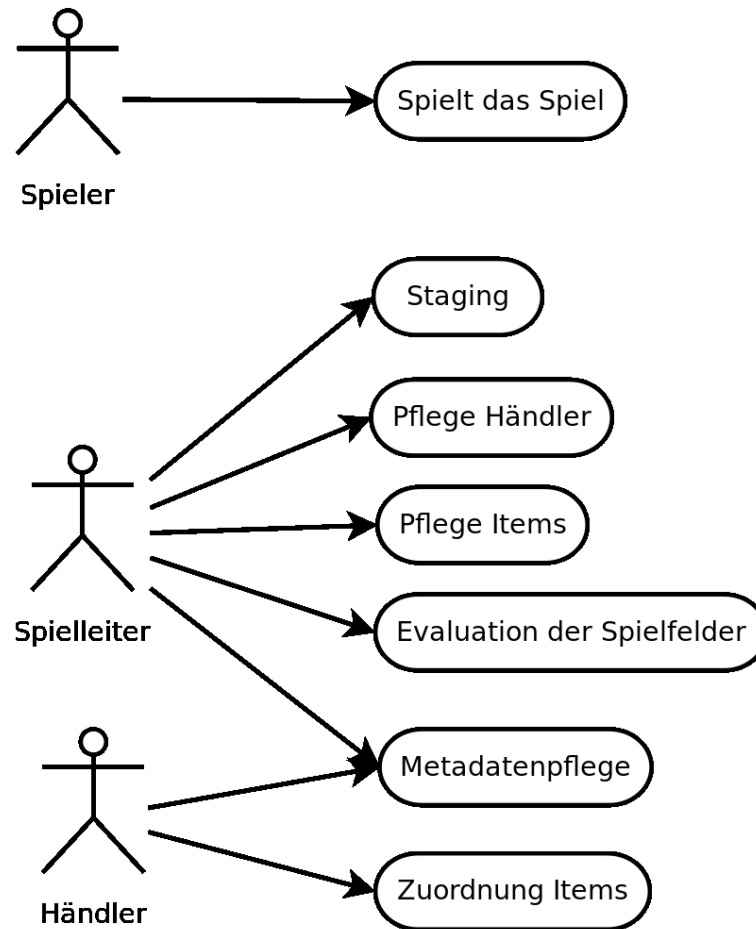 Spielt das Spiel
Spieler
Staging
Pflege Händler
Pflege Items
Evaluation der Spielfelder
Spielleiter
Metadatenpflege
Zuordnung Items
Händler